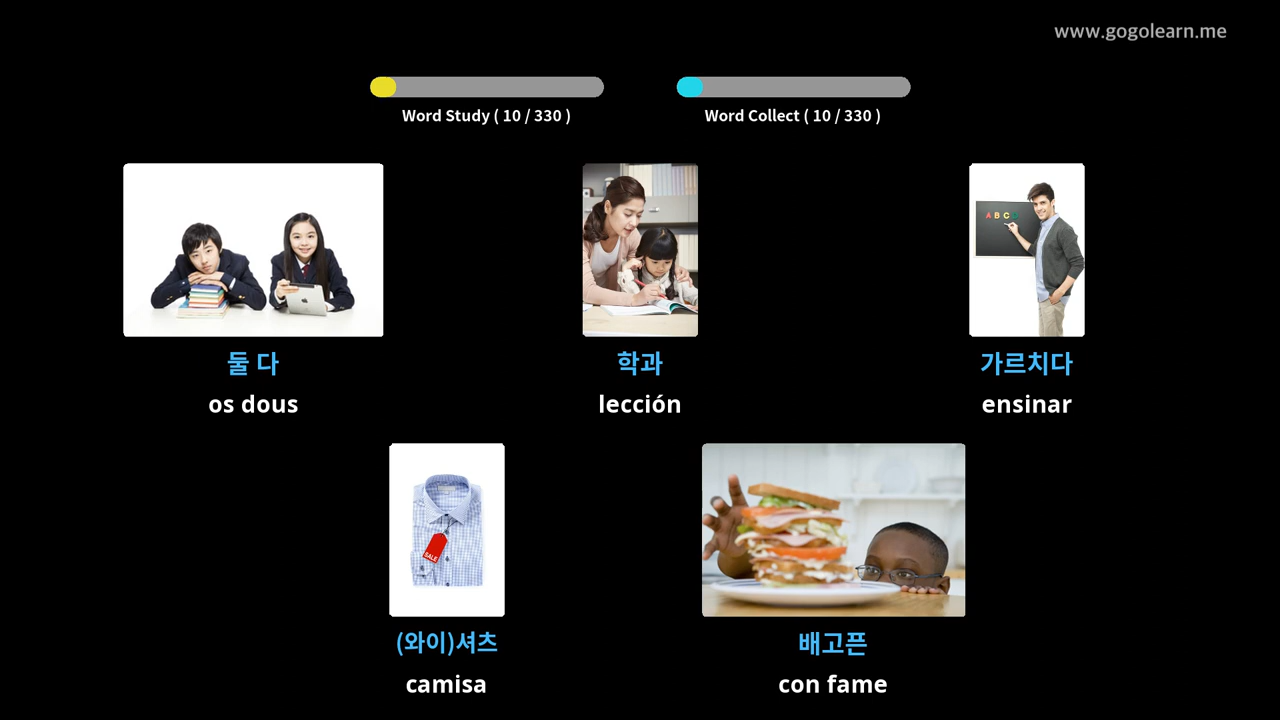 www.gogolearn.me
Word Study ( 10 / 330 )
Word Collect ( 10 / 330 )
A B C D
둘 다
os dous
학과
lección
가르치다
ensinar
SALE
(와이)셔츠
camisa
배고픈
con fame